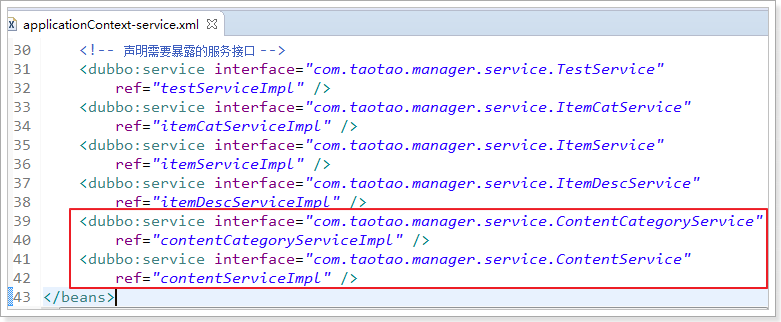 applicationContext-service.xml
30 <!-- 声明需要暴露的服务接口 -->
31 <dubbo:service interface="com.taotao.manager.service.TestService"
32 ref="testServiceImpl" />
33 <dubbo:service interface="com.taotao.manager.service.ItemCatService"
34 ref="itemCatServiceImpl" />
35 <dubbo:service interface="com.taotao.manager.service.ItemService"
36 ref="itemServiceImpl" />
37 <dubbo:service interface="com.taotao.manager.service.ItemDescService"
38 ref="itemDescServiceImpl" />
39 <dubbo:service interface="com.taotao.manager.service.ContentCategoryService"
40 ref="contentCategoryServiceImpl" />
41 <dubbo:service interface="com.taotao.manager.service.ContentService"
42 ref="contentServiceImpl" />
43 </beans>